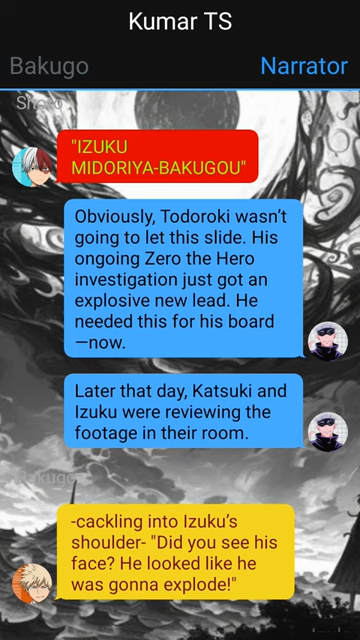 Kumar TS
Bakugo
Narrator
Shoto
"IZUKU
MIDORIYA-BAKUGOU"
Obviously, Todoroki wasn't
going to let this slide. His
ongoing Zero the Hero
investigation just got an
explosive new lead. He
needed this for his board
—now.
Later that day, Katsuki and
Izuku were reviewing the
footage in their room.
Bakugo
-cackling into Izuku's
shoulder- "Did you see his
face? He looked like he
was gonna explode!"